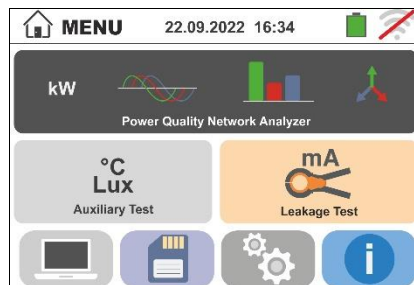 MENU 22.09.2022 16:34
kW
Power Quality Network Analyzer
°C
Lux
Auxiliary Test
mA
Leakage Test
i